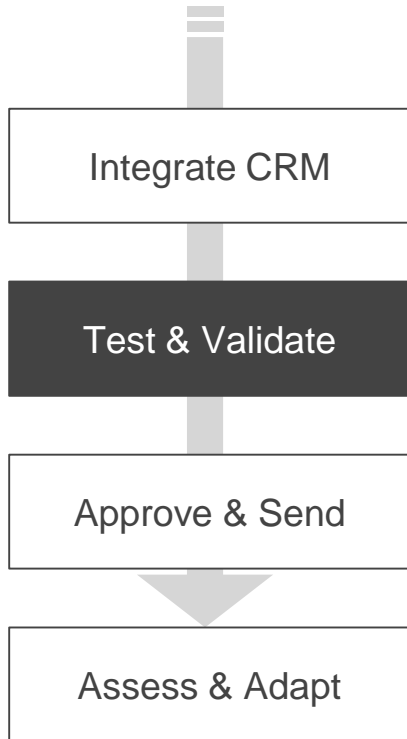 Integrate CRM
Test & Validate
Approve & Send
Assess & Adapt